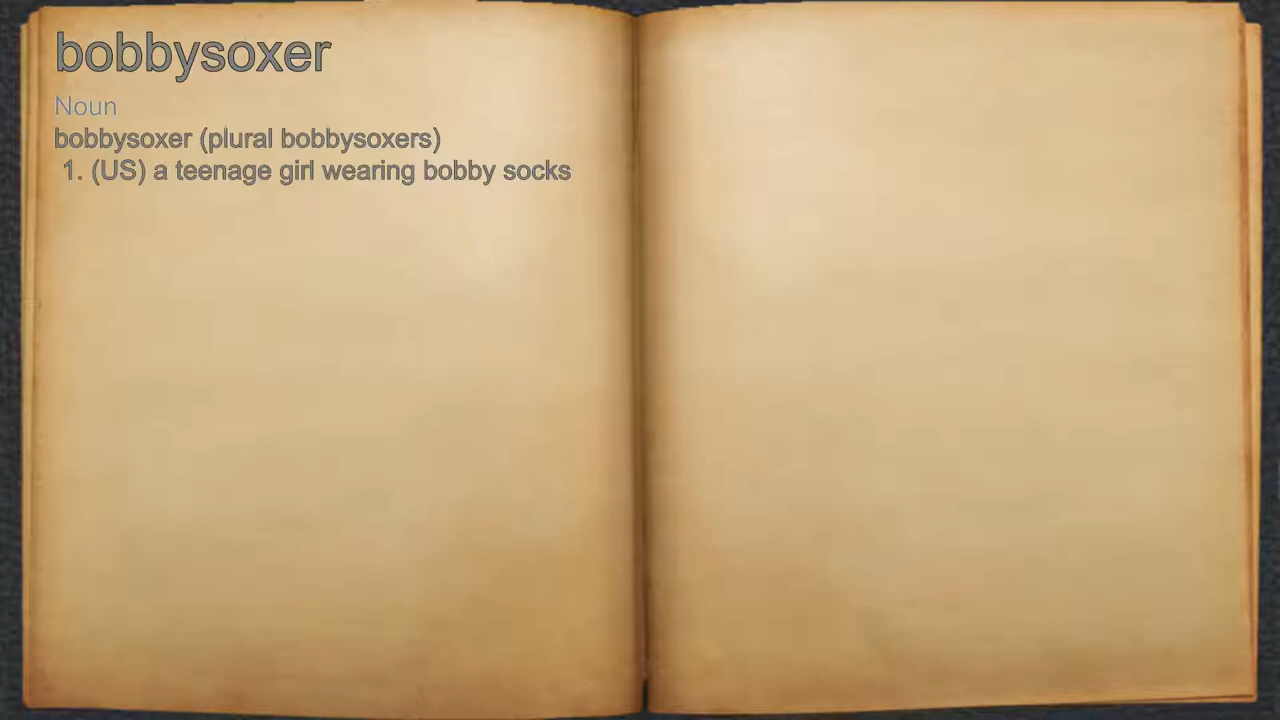 bobbysoxer
Noun
bobbysoxer (plural bobbysoxers)
1. (US) a teenage girl wearing bobby socks